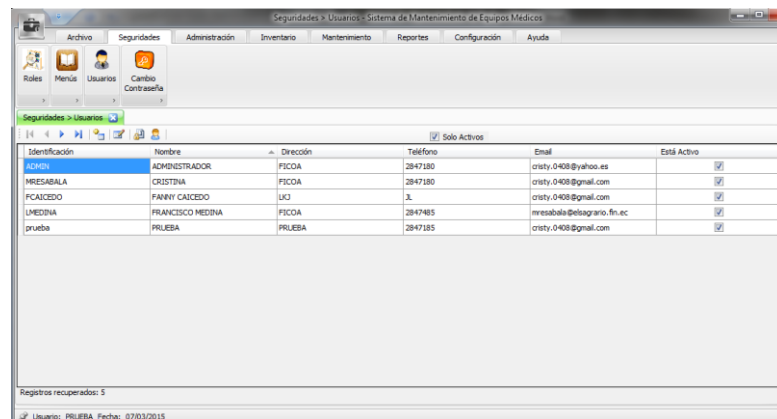 Seguridades > Usuarios - Sistema de Mantenimiento de Equipos Médicos
Archivo Seguridades Administración Inventario Mantenimiento Reportes Configuración Ayuda
Roles Menús Usuarios Cambio Contraseña
Seguridades > Usuarios
Solo Activos
Identificación Nombre Dirección Teléfono Email Está Activo
ADMIN ADMINISTRADOR FICOA 2847180 cristy.0408@yahoo.es
MRESABALA CRISTINA FICOA 2847180 cristy.0408@gmail.com
FCAICEDO FANNY CAICEDO LKJ JL cristy.0408@gmail.com
LMEDINA FRANCISCO MEDINA FICOA 2847485 mresabala@elsagrario.fin.ec
prueba PRUEBA PRUEBA 2847185 cristy.0408@gmail.com
Registros recuperados: 5
Usuario: PRUEBA Fecha: 07/03/2015